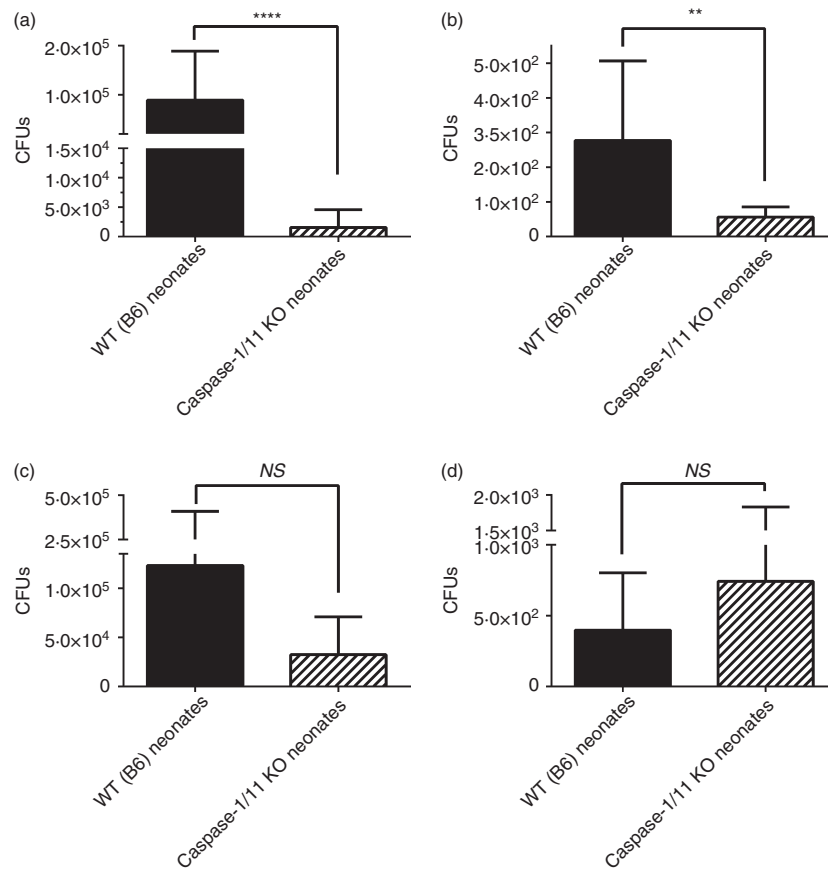 (a)
****
2·0×10⁵
1·0×10⁵
1·5×10⁴
1·0×10⁴
5·0×10³
0
CFUs
WT (B6) neonates
Caspase-1/11 KO neonates
(b)
**
5·0×10²
4·0×10²
3·5×10²
2·0×10²
1·0×10²
0
CFUs
WT (B6) neonates
Caspase-1/11 KO neonates
(c)
NS
5·0×10⁵
2·5×10⁵
1·0×10⁵
5·0×10⁴
0
CFUs
WT (B6) neonates
Caspase-1/11 KO neonates
(d)
NS
2·0×10³
1·5×10³
1·0×10³
5·0×10²
0
CFUs
WT (B6) neonates
Caspase-1/11 KO neonates